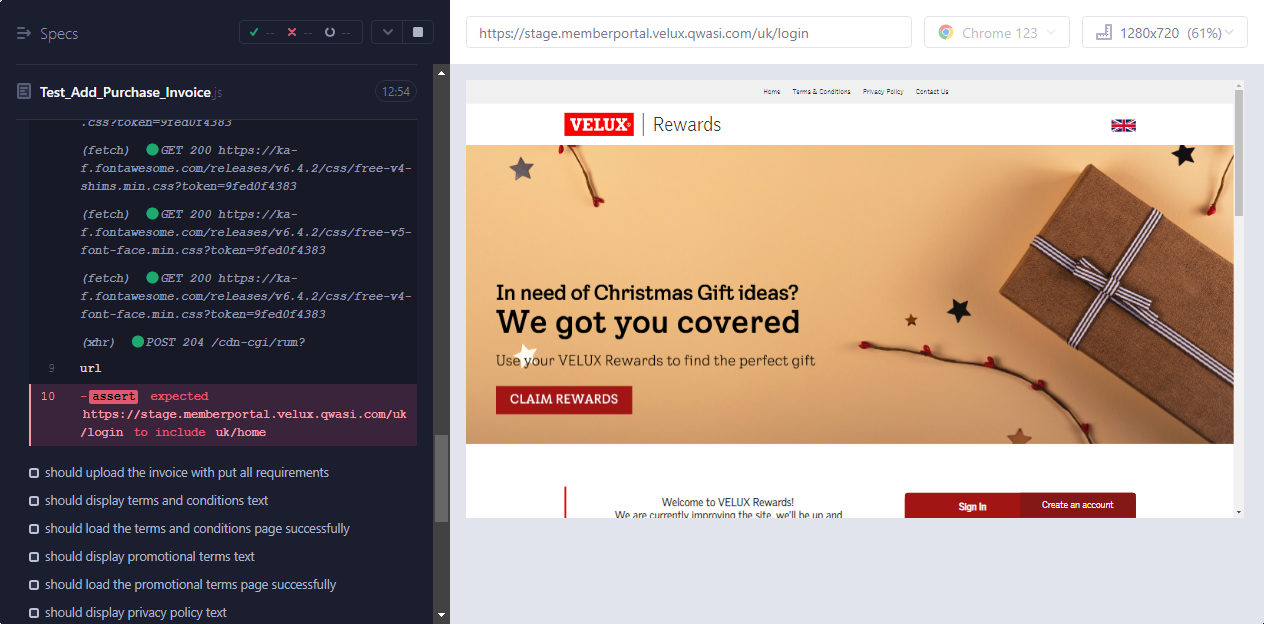 Specs
-- -- --
https://stage.memberportal.velux.qwasi.com/uk/login
Chrome 123
1280x720 (61%)
Test_Add_Purchase_Invoice.js
12:54
.css?token=9fed0f4383
(fetch) GET 200 https://ka-
f.fontawesome.com/releases/v6.4.2/css/free-v4-
shims.min.css?token=9fed0f4383
(fetch) GET 200 https://ka-
f.fontawesome.com/releases/v6.4.2/css/free-v5-
font-face.min.css?token=9fed0f4383
(fetch) GET 200 https://ka-
f.fontawesome.com/releases/v6.4.2/css/free-v4-
font-face.min.css?token=9fed0f4383
(xhr) POST 204 /cdn-cgi/rum?
9 url
10 -assert expected
https://stage.memberportal.velux.qwasi.com/uk
/login to include uk/home
should upload the invoice with put all requirements
should display terms and conditions text
should load the terms and conditions page successfully
should display promotional terms text
should load the promotional terms page successfully
should display privacy policy text
Home Terms & Conditions Privacy Policy Contact Us
VELUX® Rewards
In need of Christmas Gift ideas?
We got you covered
Use your VELUX Rewards to find the perfect gift
CLAIM REWARDS
Welcome to VELUX Rewards!
We are currently improving the site, we'll be up and
Sign In
Create an account